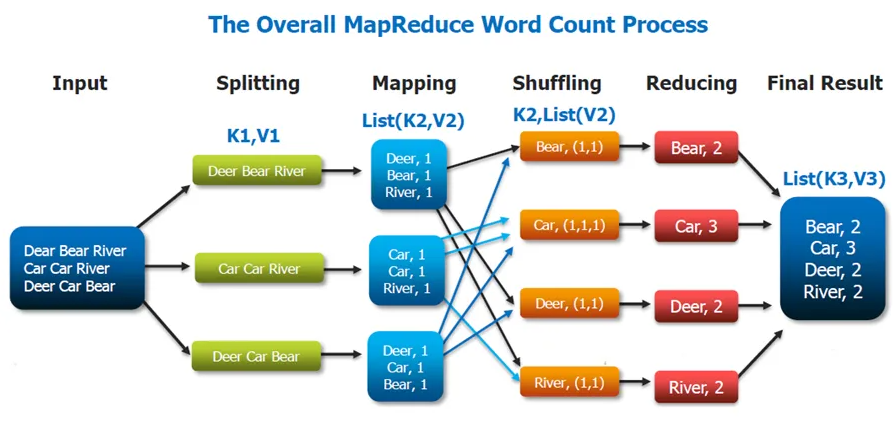 The Overall MapReduce Word Count Process
Input
Splitting
Mapping
Shuffling
Reducing
Final Result
K1,V1
List(K2,V2)
K2,List(V2)
List(K3,V3)
Dear Bear River
Car Car River
Deer Car Bear
Deer Bear River
Car Car River
Deer Car Bear
Deer, 1
Bear, 1
River, 1
Car, 1
Car, 1
River, 1
Deer, 1
Car, 1
Bear, 1
Bear, (1,1)
Car, (1,1,1)
Deer, (1,1)
River, (1,1)
Bear, 2
Car, 3
Deer, 2
River, 2
Bear, 2
Car, 3
Deer, 2
River, 2